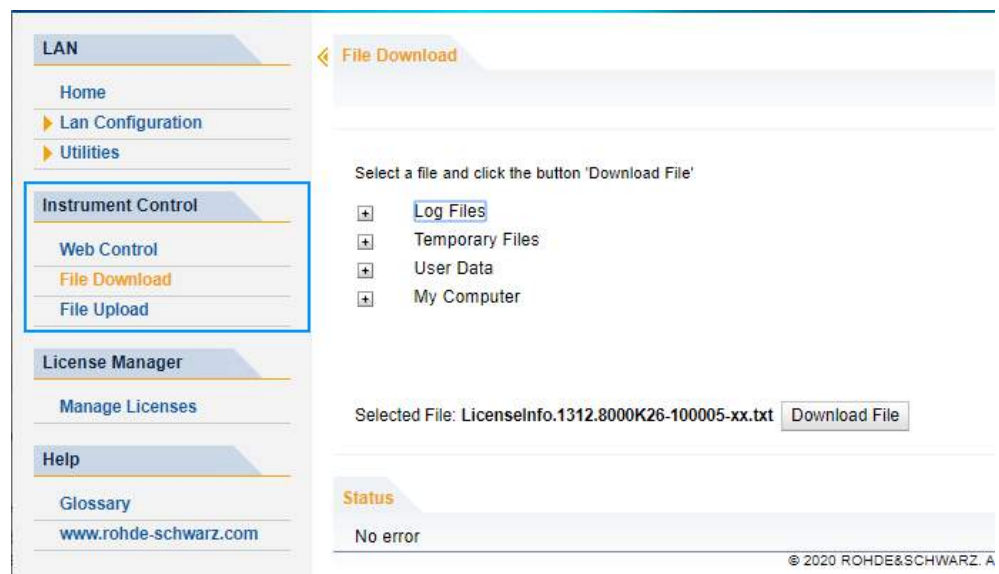 LAN
Home
Lan Configuration
Utilities
Instrument Control
Web Control
File Download
File Upload
License Manager
Manage Licenses
Help
Glossary
www.rohde-schwarz.com
File Download
Select a file and click the button 'Download File'
Log Files
Temporary Files
User Data
My Computer
Selected File: LicenseInfo.1312.8000K26-100005-xx.txt Download File
Status
No error
© 2020 ROHDE&SCHWARZ. A